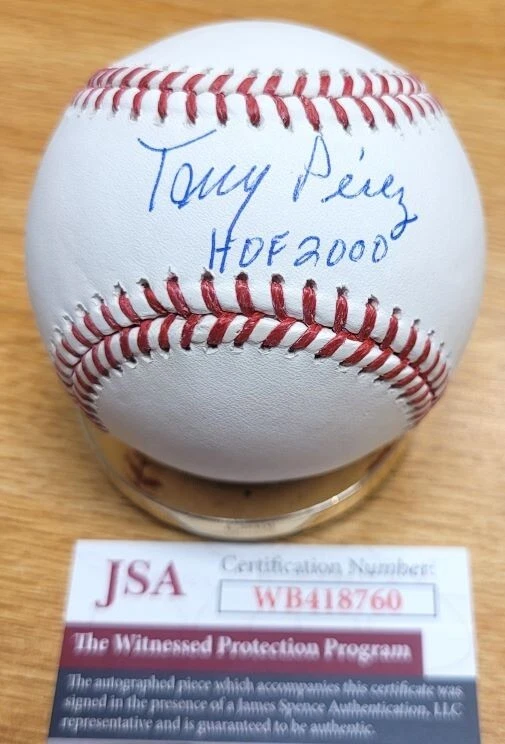 Tony Pérez
HOF 2000
JSA
Certification Number:
WB418760
The Witnessed Protection Program
The autographed piece which accompanies this certificate was
signed in the presence of a James Spence Authentication, LLC
representative and is guaranteed to be authentic.